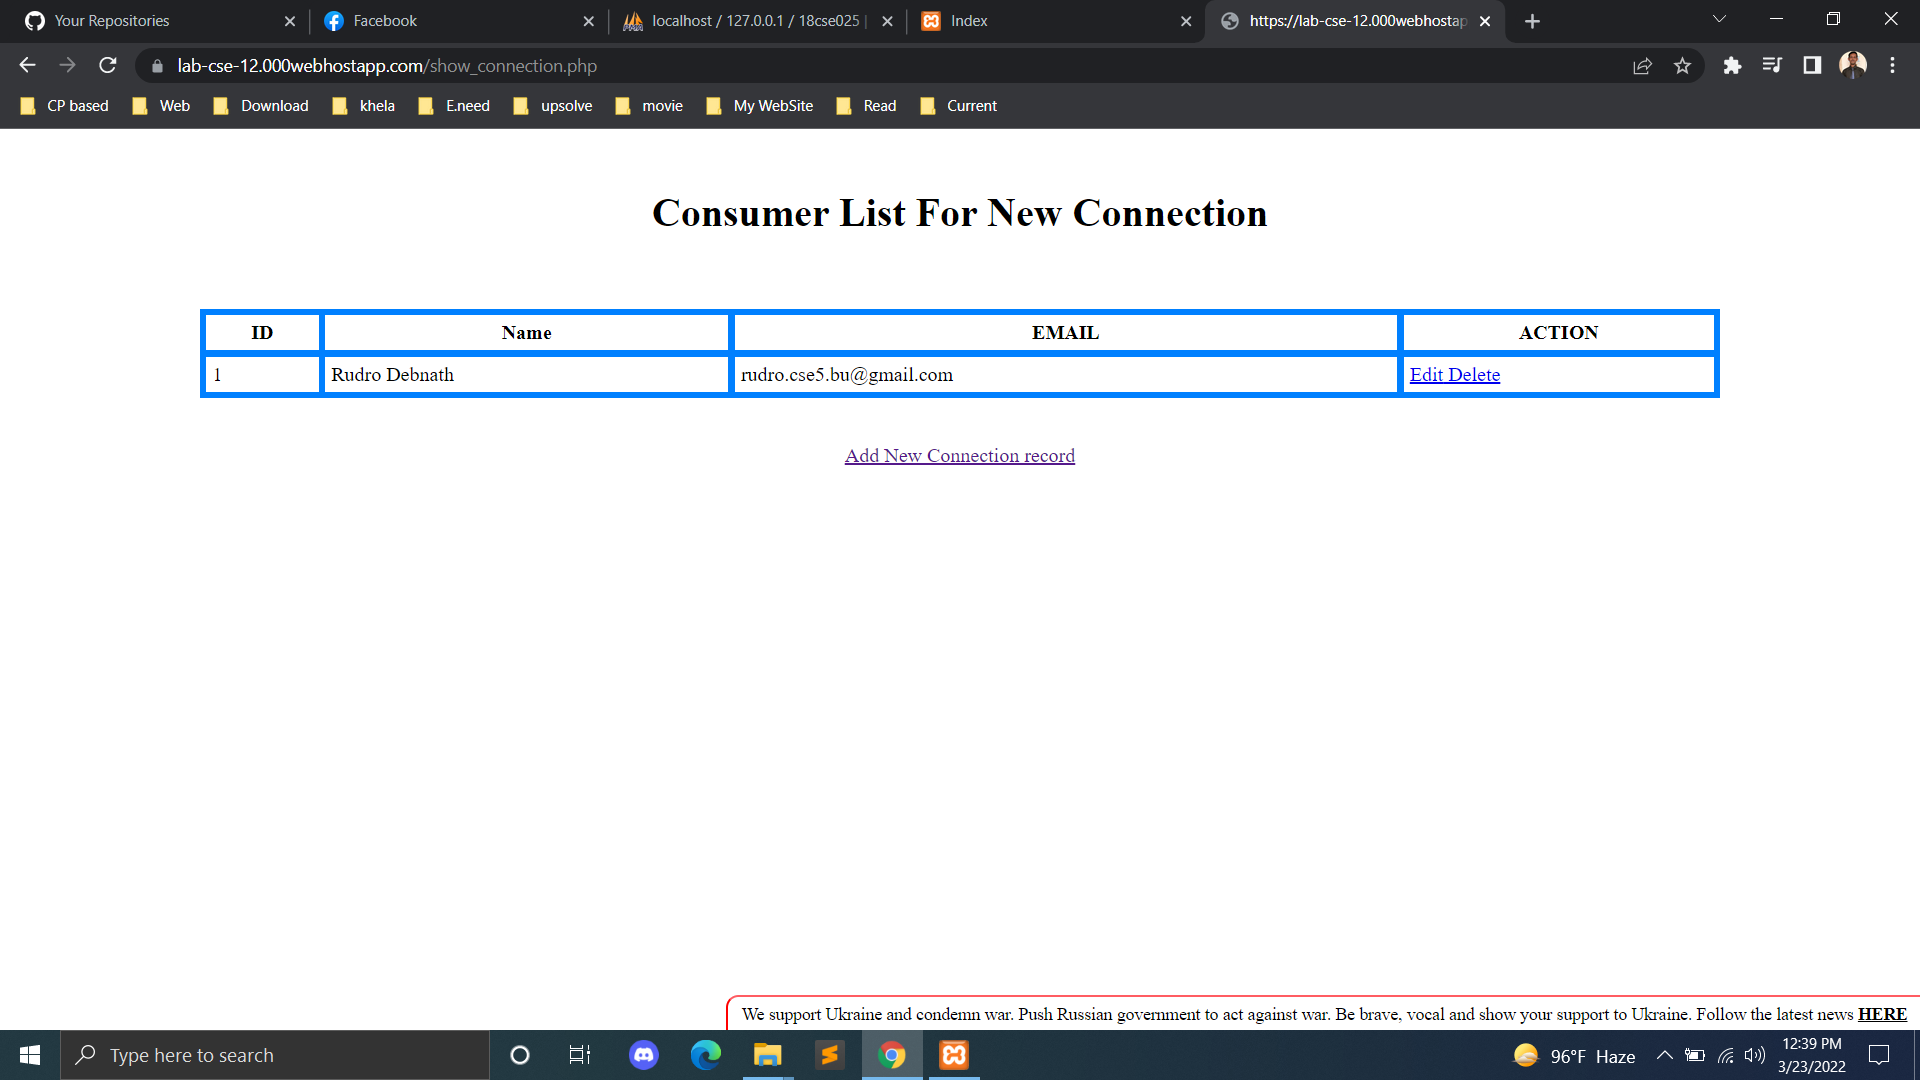 Your Repositories
Facebook
localhost / 127.0.0.1 / 18cse025 |
Index
https://lab-cse-12.000webhostap
lab-cse-12.000webhostapp.com/show_connection.php
CP based
Web
Download
khela
E.need
upsolve
movie
My WebSite
Read
Current
Consumer List For New Connection
ID Name EMAIL ACTION
1 Rudro Debnath rudro.cse5.bu@gmail.com Edit Delete
Add New Connection record
We support Ukraine and condemn war. Push Russian government to act against war. Be brave, vocal and show your support to Ukraine. Follow the latest news HERE
Type here to search
96°F Haze
12:39 PM
3/23/2022